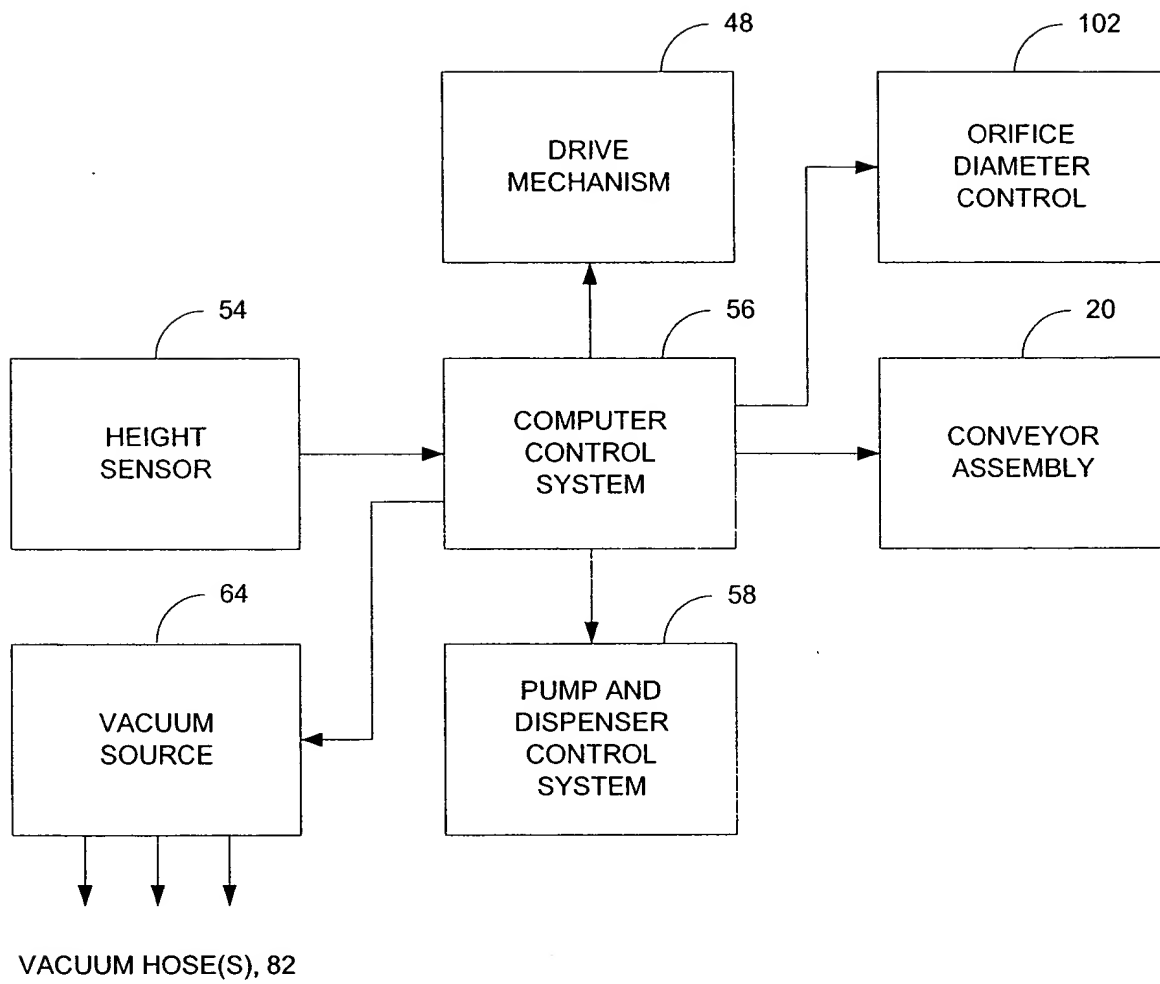 48
102
DRIVE
MECHANISM
ORIFICE
DIAMETER
CONTROL
54
56
20
HEIGHT
SENSOR
COMPUTER
CONTROL
SYSTEM
CONVEYOR
ASSEMBLY
64
58
VACUUM
SOURCE
PUMP AND
DISPENSER
CONTROL
SYSTEM
VACUUM HOSE(S), 82